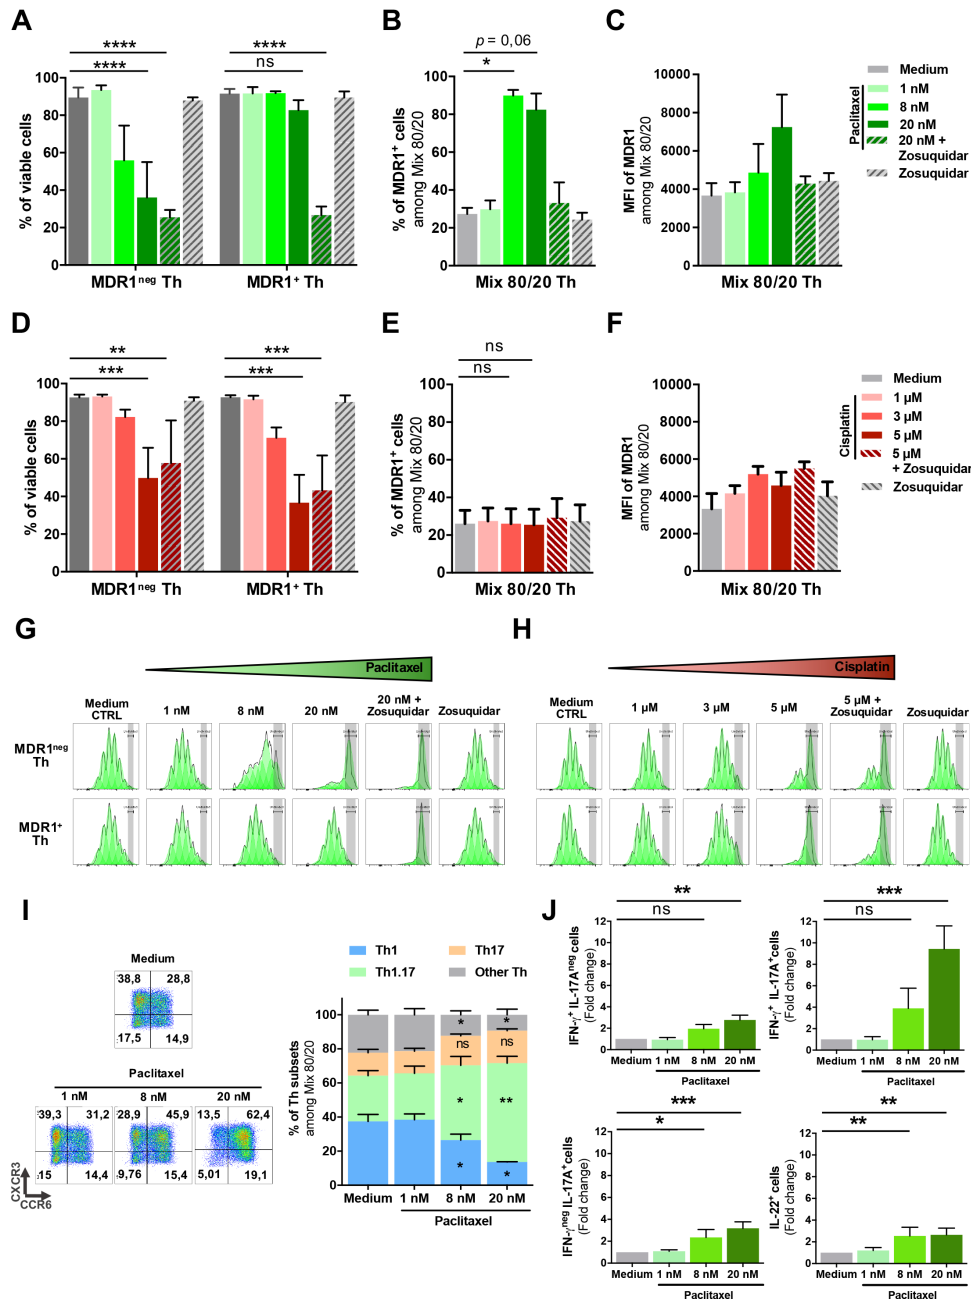 A
B
C
****
****
****
ns
p = 0,06
*
100
80
60
40
20
0
% of viable cells
MDR1neg Th
MDR1+ Th
100
80
60
40
20
0
% of MDR1+ cells
among Mix 80/20
Mix 80/20 Th
10000
8000
6000
4000
2000
0
MFI of MDR1
among Mix 80/20
Mix 80/20 Th
Medium
Paclitaxel
1 nM
8 nM
20 nM
20 nM +
Zosuquidar
Zosuquidar
D
E
F
**
***
***
***
ns
ns
100
80
60
40
20
0
% of viable cells
MDR1neg Th
MDR1+ Th
100
80
60
40
20
0
% of MDR1+ cells
among Mix 80/20
Mix 80/20 Th
10000
8000
6000
4000
2000
0
MFI of MDR1
among Mix 80/20
Mix 80/20 Th
Medium
Cisplatin
1 µM
3 µM
5 µM
5 µM
+ Zosuquidar
Zosuquidar
G
Paclitaxel
Medium
CTRL
1 nM
8 nM
20 nM
20 nM +
Zosuquidar
Zosuquidar
MDR1neg
Th
MDR1+
Th
H
Cisplatin
Medium
CTRL
1 µM
3 µM
5 µM
5 µM +
Zosuquidar
Zosuquidar
I
Medium
38,8 28,8
17,5 14,9
Paclitaxel
1 nM 8 nM 20 nM
39,3 31,2 28,9 45,9 13,5 62,4
15 14,4 9,76 15,4 5,01 19,1
CXCR3
CCR6
Th1
Th17
Th1.17
Other Th
100
80
60
40
20
0
% of Th subsets
among Mix 80/20
* *
ns ns
* **
* *
Medium 1 nM 8 nM 20 nM
Paclitaxel
J
**
ns
12
10
8
6
4
2
0
IFN-γ+ IL-17Aneg cells
(Fold change)
Medium 1 nM 8 nM 20 nM
Paclitaxel
***
ns
12
10
8
6
4
2
0
IFN-γ+ IL-17A+ cells
(Fold change)
Medium 1 nM 8 nM 20 nM
Paclitaxel
***
*
12
10
8
6
4
2
0
IFN-γneg IL-17A+ cells
(Fold change)
Medium 1 nM 8 nM 20 nM
Paclitaxel
**
**
12
10
8
6
4
2
0
IL-22+ cells
(Fold change)
Medium 1 nM 8 nM 20 nM
Paclitaxel